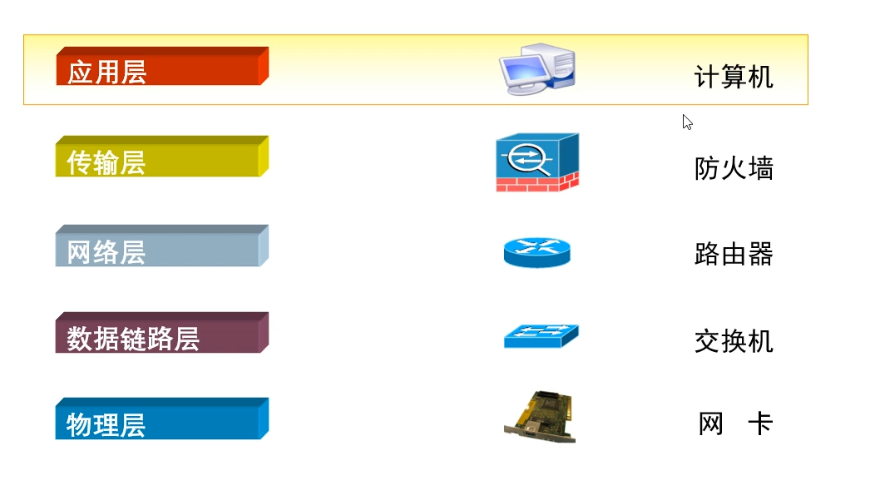 应用层 计算机
传输层 防火墙
网络层 路由器
数据链路层 交换机
物理层 网 卡